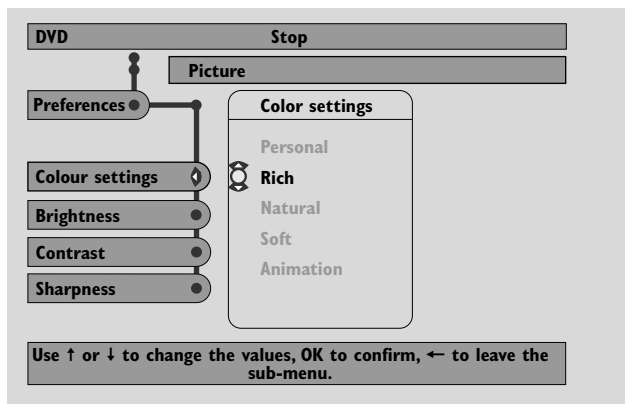 DVD Stop
Picture
Preferences
Color settings
Personal
Colour settings
Rich
Brightness
Natural
Soft
Contrast
Animation
Sharpness
Use ↑ or ↓ to change the values, OK to confirm, ← to leave the
sub-menu.